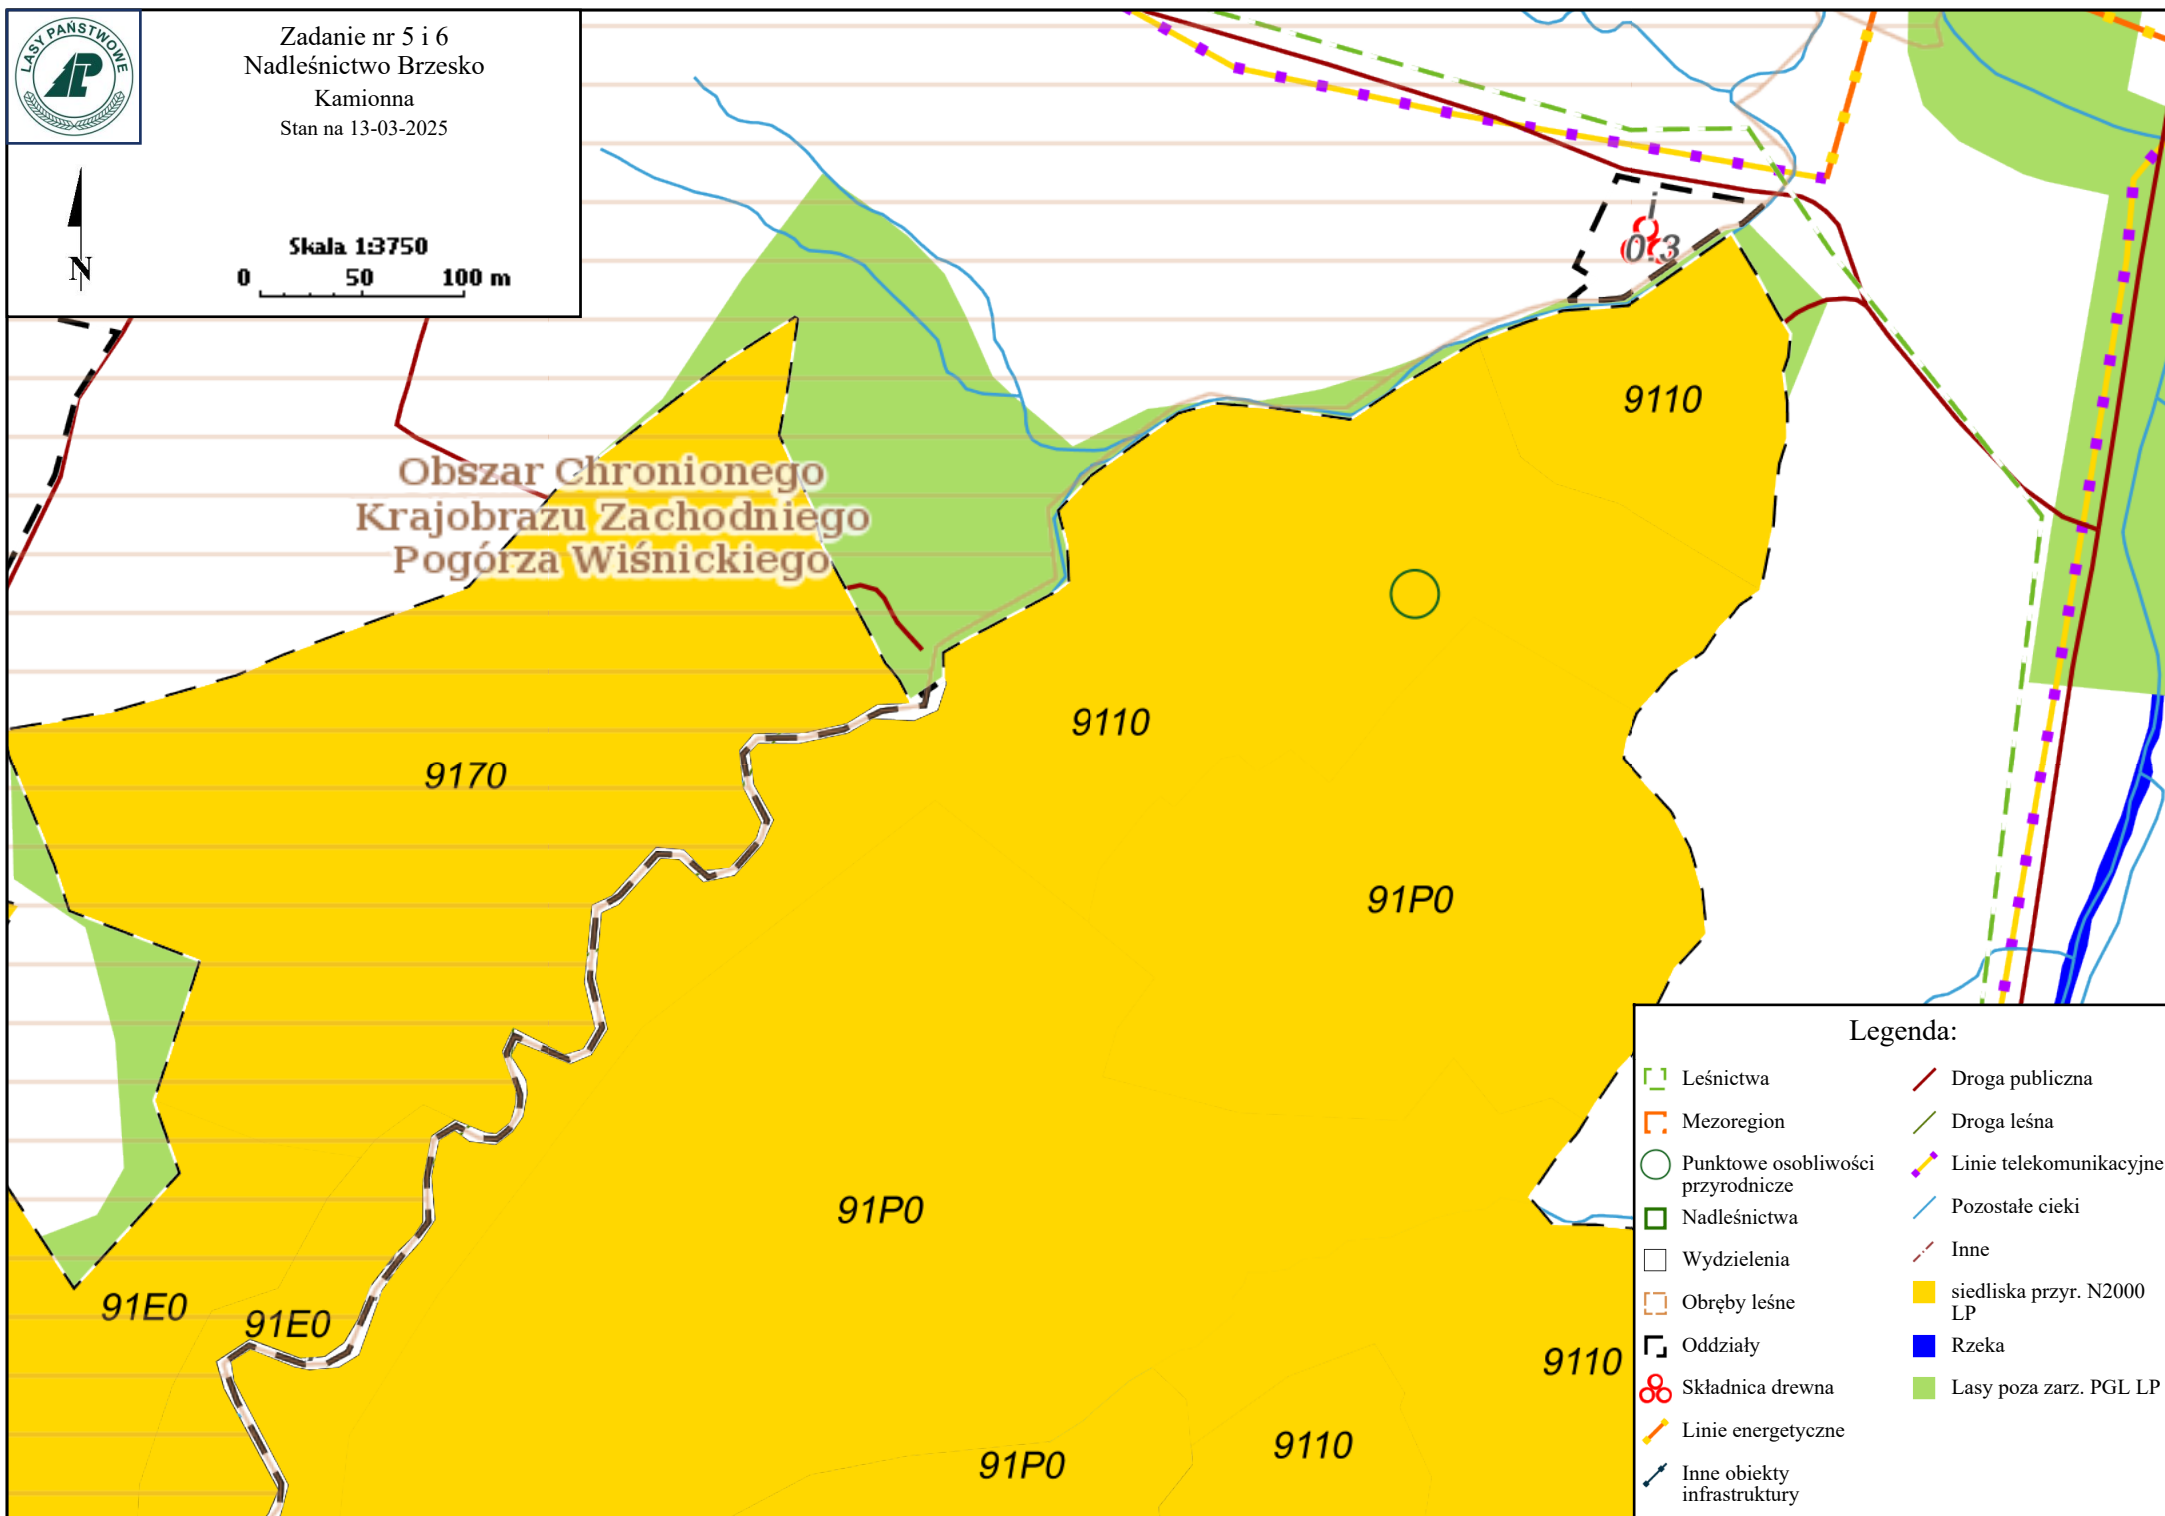 LASY PAŃSTWOWE
LP
Zadanie nr 5 i 6
Nadleśnictwo Brzesko
Kamionna
Stan na 13-03-2025
N
Skala 1:3750
0 50 100 m
i
0.3
9110
Obszar Chronionego
Krajobrazu Zachodniego
Pogórza Wiśnickiego
9110
9170
91P0
91P0
91E0
91E0
9110
9110
91P0
Legenda:
Leśnictwa
Mezoregion
Punktowe osobliwości
przyrodnicze
Nadleśnictwa
Wydzielenia
Obręby leśne
Oddziały
Składnica drewna
Linie energetyczne
Inne obiekty
infrastruktury
Droga publiczna
Droga leśna
Linie telekomunikacyjne
Pozostałe cieki
Inne
siedliska przyr. N2000
LP
Rzeka
Lasy poza zarz. PGL LP